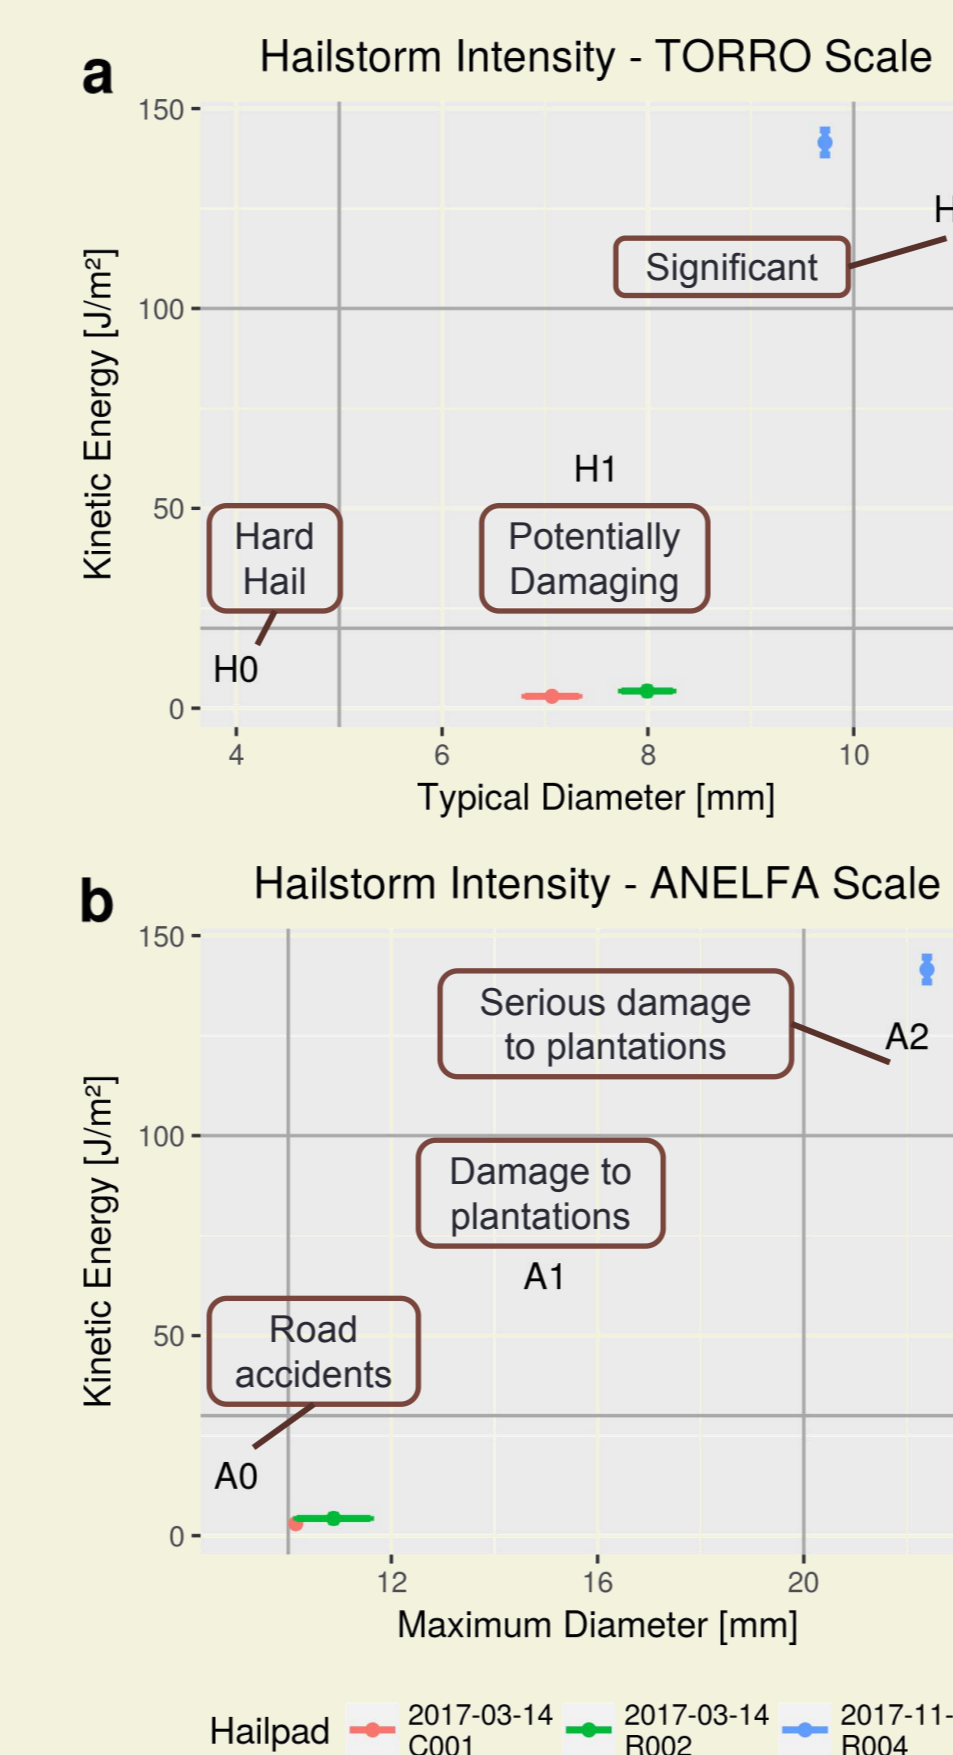 a
Hailstorm Intensity - TORRO Scale
150
100
50
0
Kinetic Energy [J/m²]
H
Significant
H1
Hard
Hail
Potentially
Damaging
H0
4 6 8 10
Typical Diameter [mm]
b
Hailstorm Intensity - ANELFA Scale
150
100
50
0
Kinetic Energy [J/m²]
Serious damage
to plantations
A2
Damage to
plantations
A1
Road
accidents
A0
12 16 20
Maximum Diameter [mm]
Hailpad
2017-03-14
C001
2017-03-14
R002
2017-11-
R004